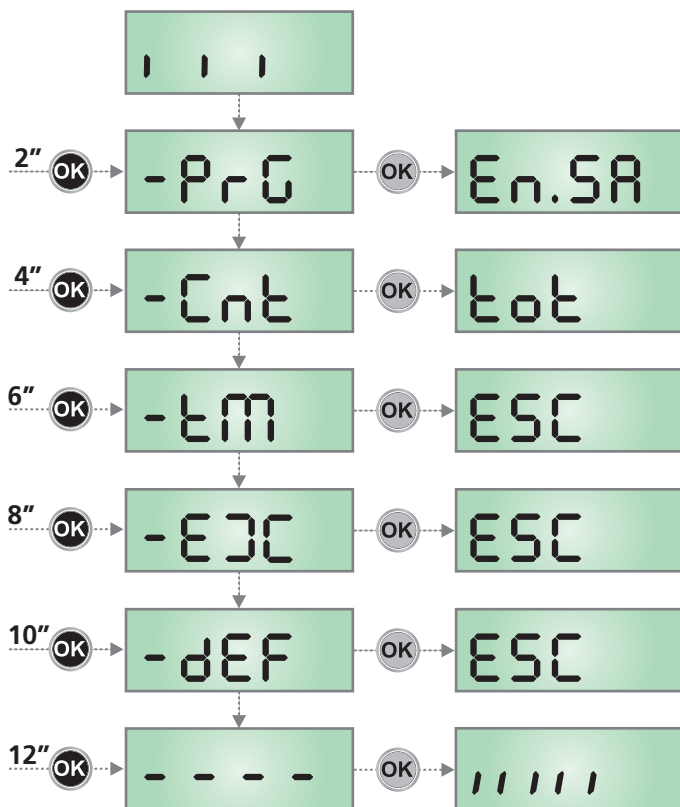 ı ı ı
2” OK -PrG OK En.SA
4” OK -Cnt OK tot
6” OK -tM OK ESC
8” OK -EƆC OK ESC
10” OK -dEF OK ESC
12” OK - - - - OK ı ı ı ı ı